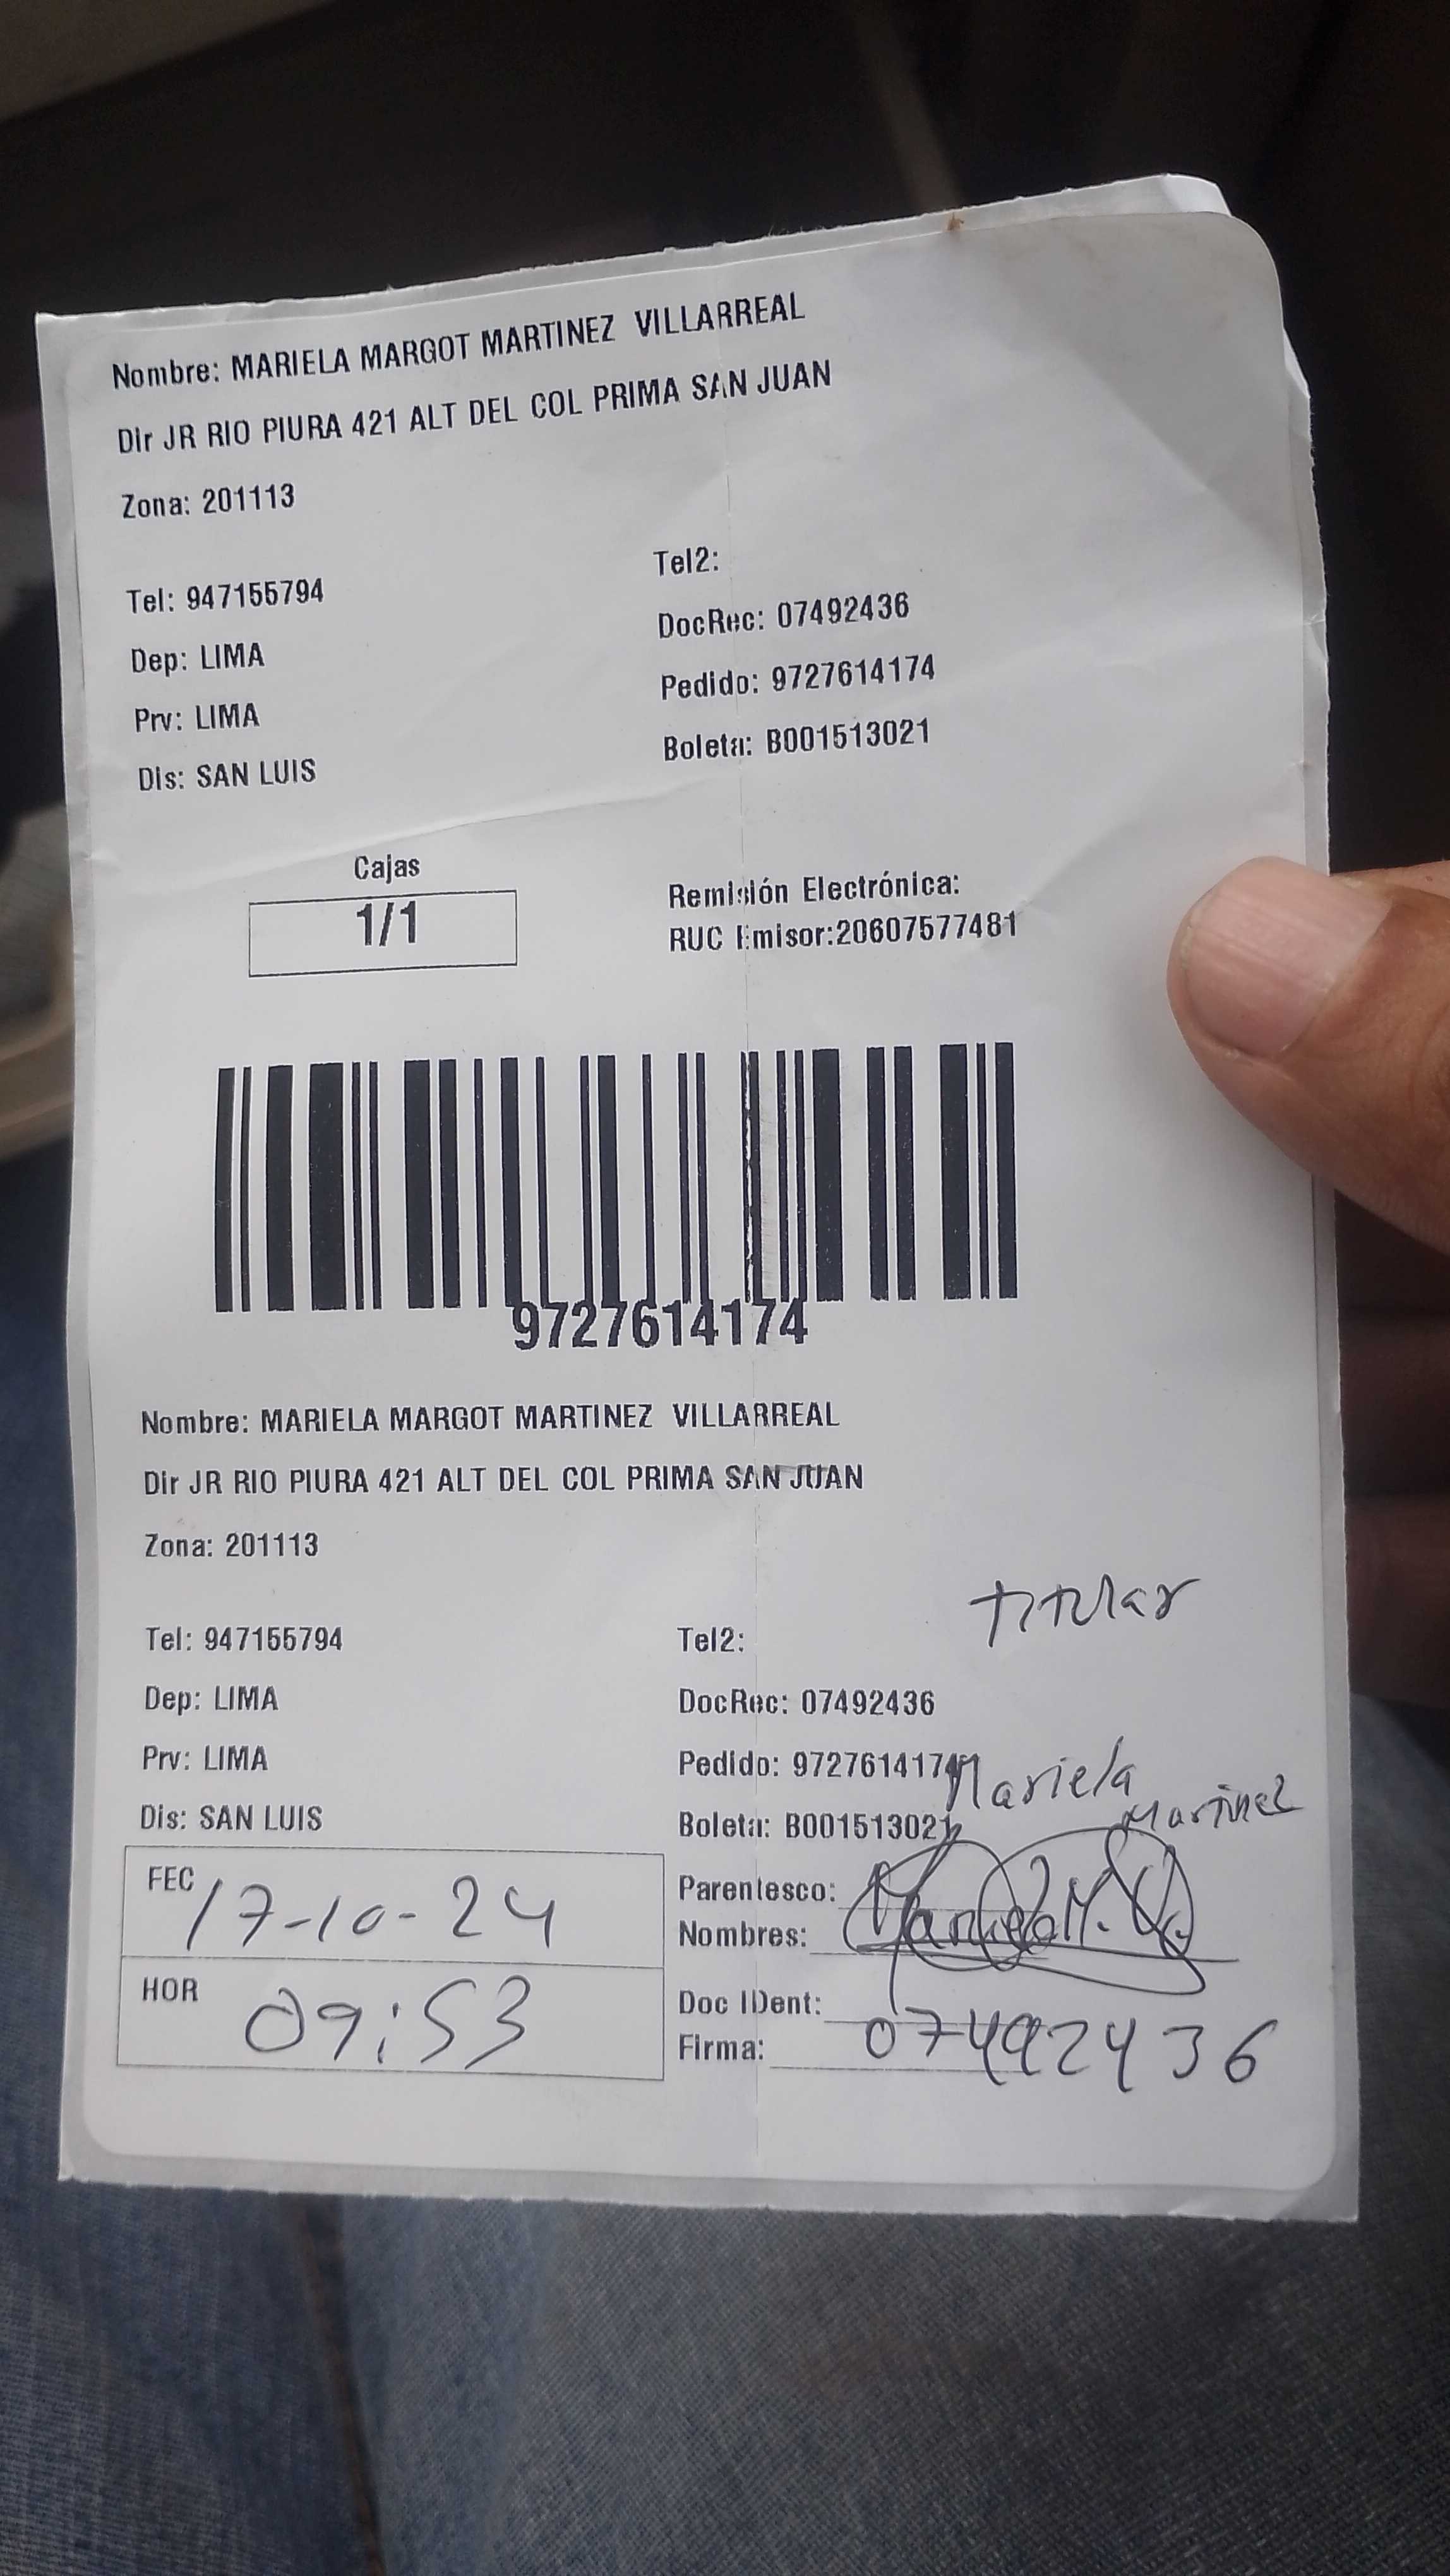 Nombre: MARIELA MARGOT MARTINEZ VILLARREAL
Dir JR RIO PIURA 421 ALT DEL COL PRIMA SAN JUAN
Zona: 201113
Tel: 947155794
Tel2:
Dep: LIMA
DocRec: 07492436
Prv: LIMA
Pedido: 9727614174
Dis: SAN LUIS
Boleta: B001513021
Cajas
1/1
Remisión Electrónica:
RUC Emisor:20607577481
9727614174
Nombre: MARIELA MARGOT MARTINEZ VILLARREAL
Dir JR RIO PIURA 421 ALT DEL COL PRIMA SAN JUAN
Zona: 201113
titular
Tel: 947155794
Tel2:
Dep: LIMA
DocRec: 07492436
Prv: LIMA
Pedido: 9727614174
Mariela
Martinez
Dis: SAN LUIS
Boleta: B001513021
FEC 17-10-24
Parentesco:
Nombres: Mariela M. V.
HOR 09:53
Doc IDent:
Firma: 07492436